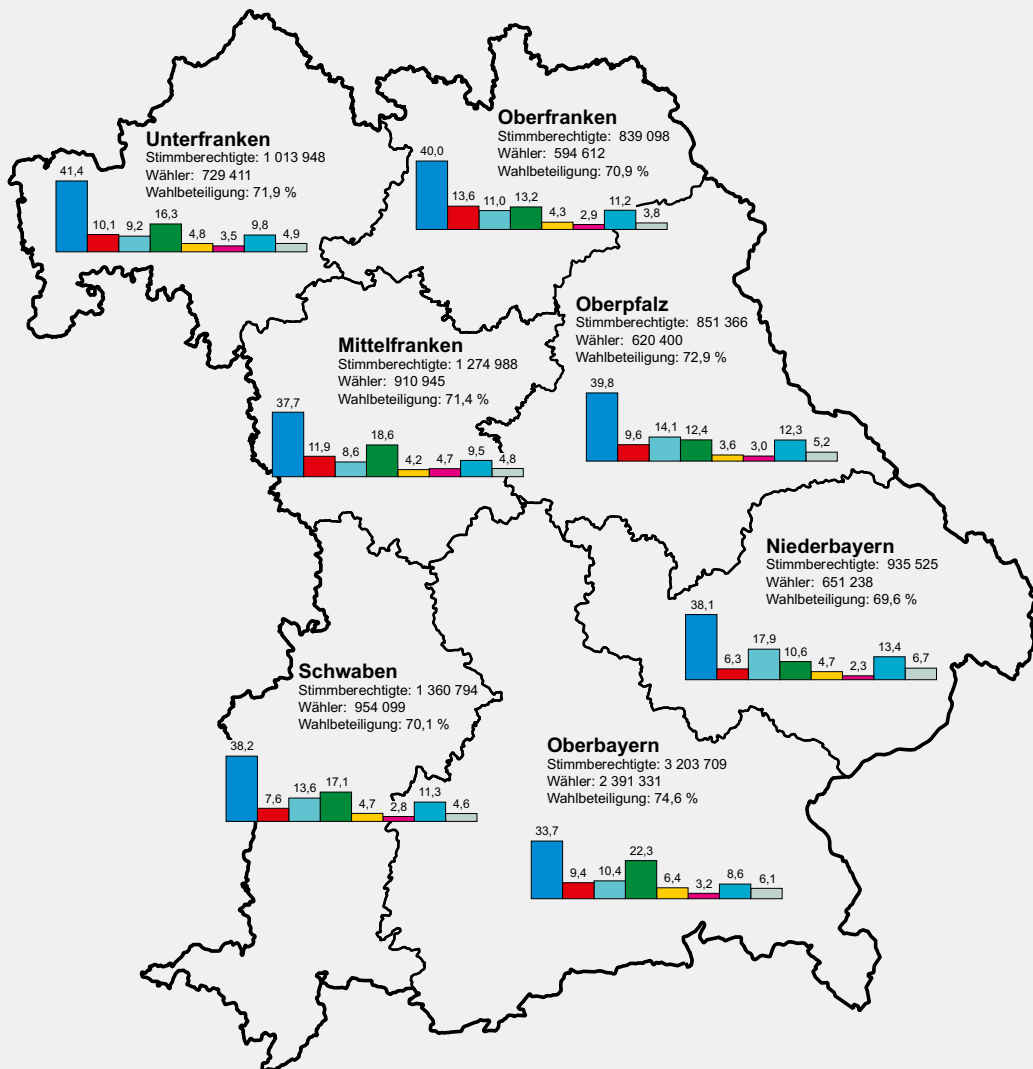 Unterfranken
Stimmberechtigte: 1 013 948
Wähler: 729 411
Wahlbeteiligung: 71,9 %
41,4
10,1
9,2
16,3
4,8
3,5
9,8
4,9
Oberfranken
Stimmberechtigte: 839 098
Wähler: 594 612
Wahlbeteiligung: 70,9 %
40,0
13,6
11,0
13,2
4,3
2,9
11,2
3,8
Mittelfranken
Stimmberechtigte: 1 274 988
Wähler: 910 945
Wahlbeteiligung: 71,4 %
37,7
11,9
8,6
18,6
4,2
4,7
9,5
4,8
Oberpfalz
Stimmberechtigte: 851 366
Wähler: 620 400
Wahlbeteiligung: 72,9 %
39,8
9,6
14,1
12,4
3,6
3,0
12,3
5,2
Niederbayern
Stimmberechtigte: 935 525
Wähler: 651 238
Wahlbeteiligung: 69,6 %
38,1
6,3
17,9
10,6
4,7
2,3
13,4
6,7
Schwaben
Stimmberechtigte: 1 360 794
Wähler: 954 099
Wahlbeteiligung: 70,1 %
38,2
7,6
13,6
17,1
4,7
2,8
11,3
4,6
Oberbayern
Stimmberechtigte: 3 203 709
Wähler: 2 391 331
Wahlbeteiligung: 74,6 %
33,7
9,4
10,4
22,3
6,4
3,2
8,6
6,1